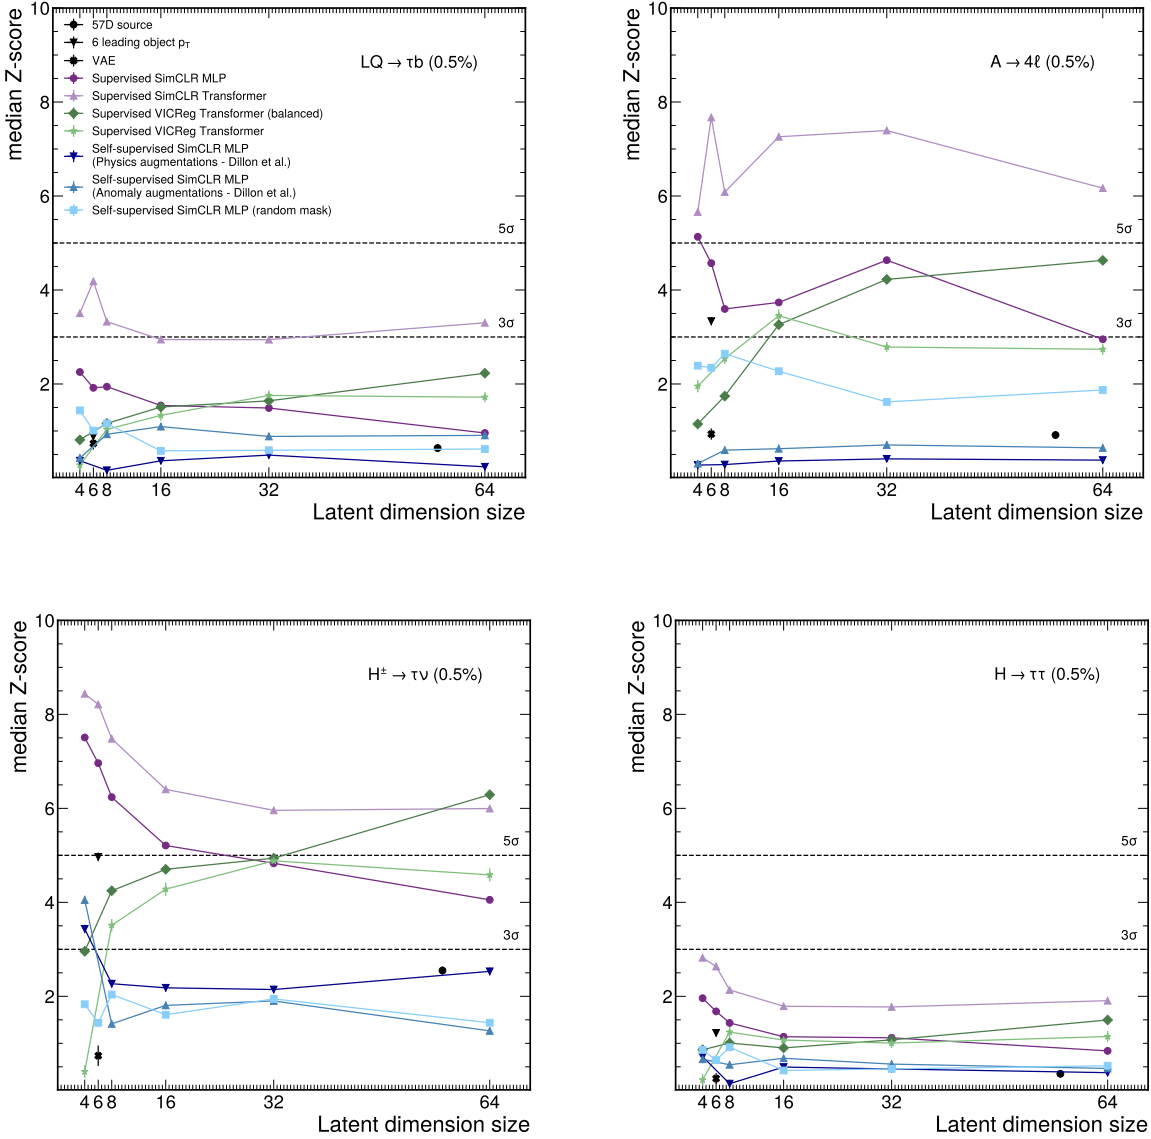 10
8
6
4
2
median Z-score
57D source
6 leading object pT
VAE
Supervised SimCLR MLP
Supervised SimCLR Transformer
Supervised VICReg Transformer (balanced)
Supervised VICReg Transformer
Self-supervised SimCLR MLP
(Physics augmentations - Dillon et al.)
Self-supervised SimCLR MLP
(Anomaly augmentations - Dillon et al.)
Self-supervised SimCLR MLP (random mask)
LQ → τb (0.5%)
5σ
3σ
4 6 8 16 32 64
Latent dimension size
10
8
6
4
2
median Z-score
A → 4ℓ (0.5%)
5σ
3σ
4 6 8 16 32 64
Latent dimension size
10
8
6
4
2
median Z-score
H± → τν (0.5%)
5σ
3σ
4 6 8 16 32 64
Latent dimension size
10
8
6
4
2
median Z-score
H → ττ (0.5%)
5σ
3σ
4 6 8 16 32 64
Latent dimension size